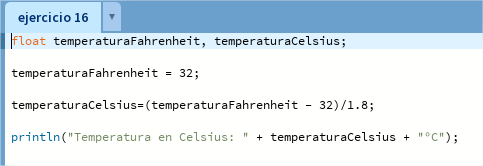 ejercicio 16
float temperaturaFahrenheit, temperaturaCelsius;
temperaturaFahrenheit = 32;
temperaturaCelsius=(temperaturaFahrenheit - 32)/1.8;
println("Temperatura en Celsius: " + temperaturaCelsius + "°C");